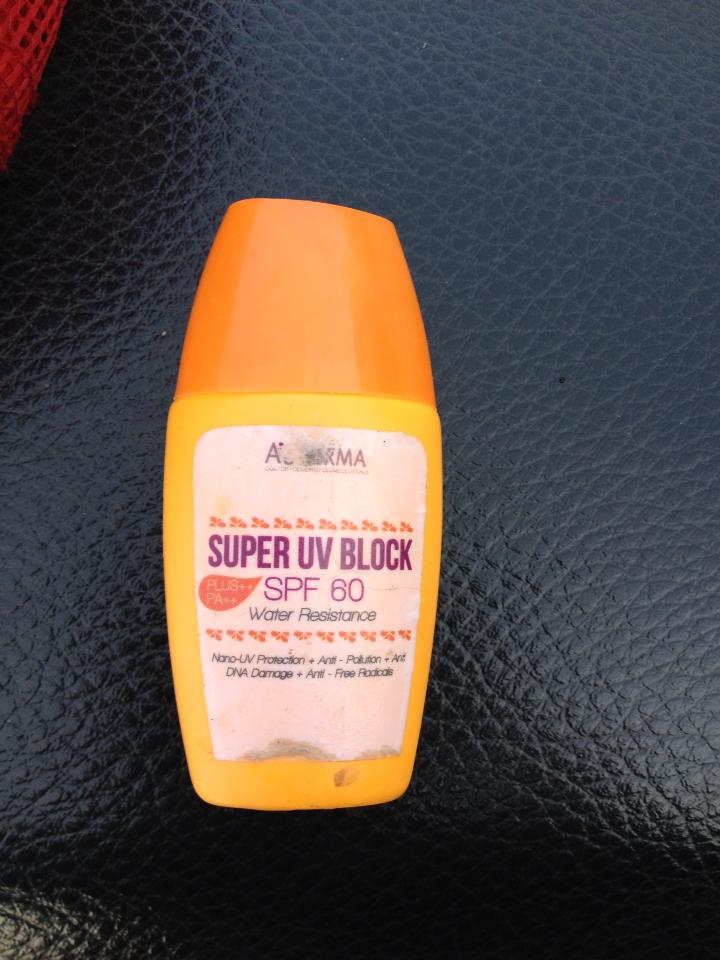 SUPER UV BLOCK
PLUS++
PA++
SPF 60
Water Resistance
Nano-UV Protection + Anti - Pollution + Anti
DNA Damage + Anti - Free Radicals